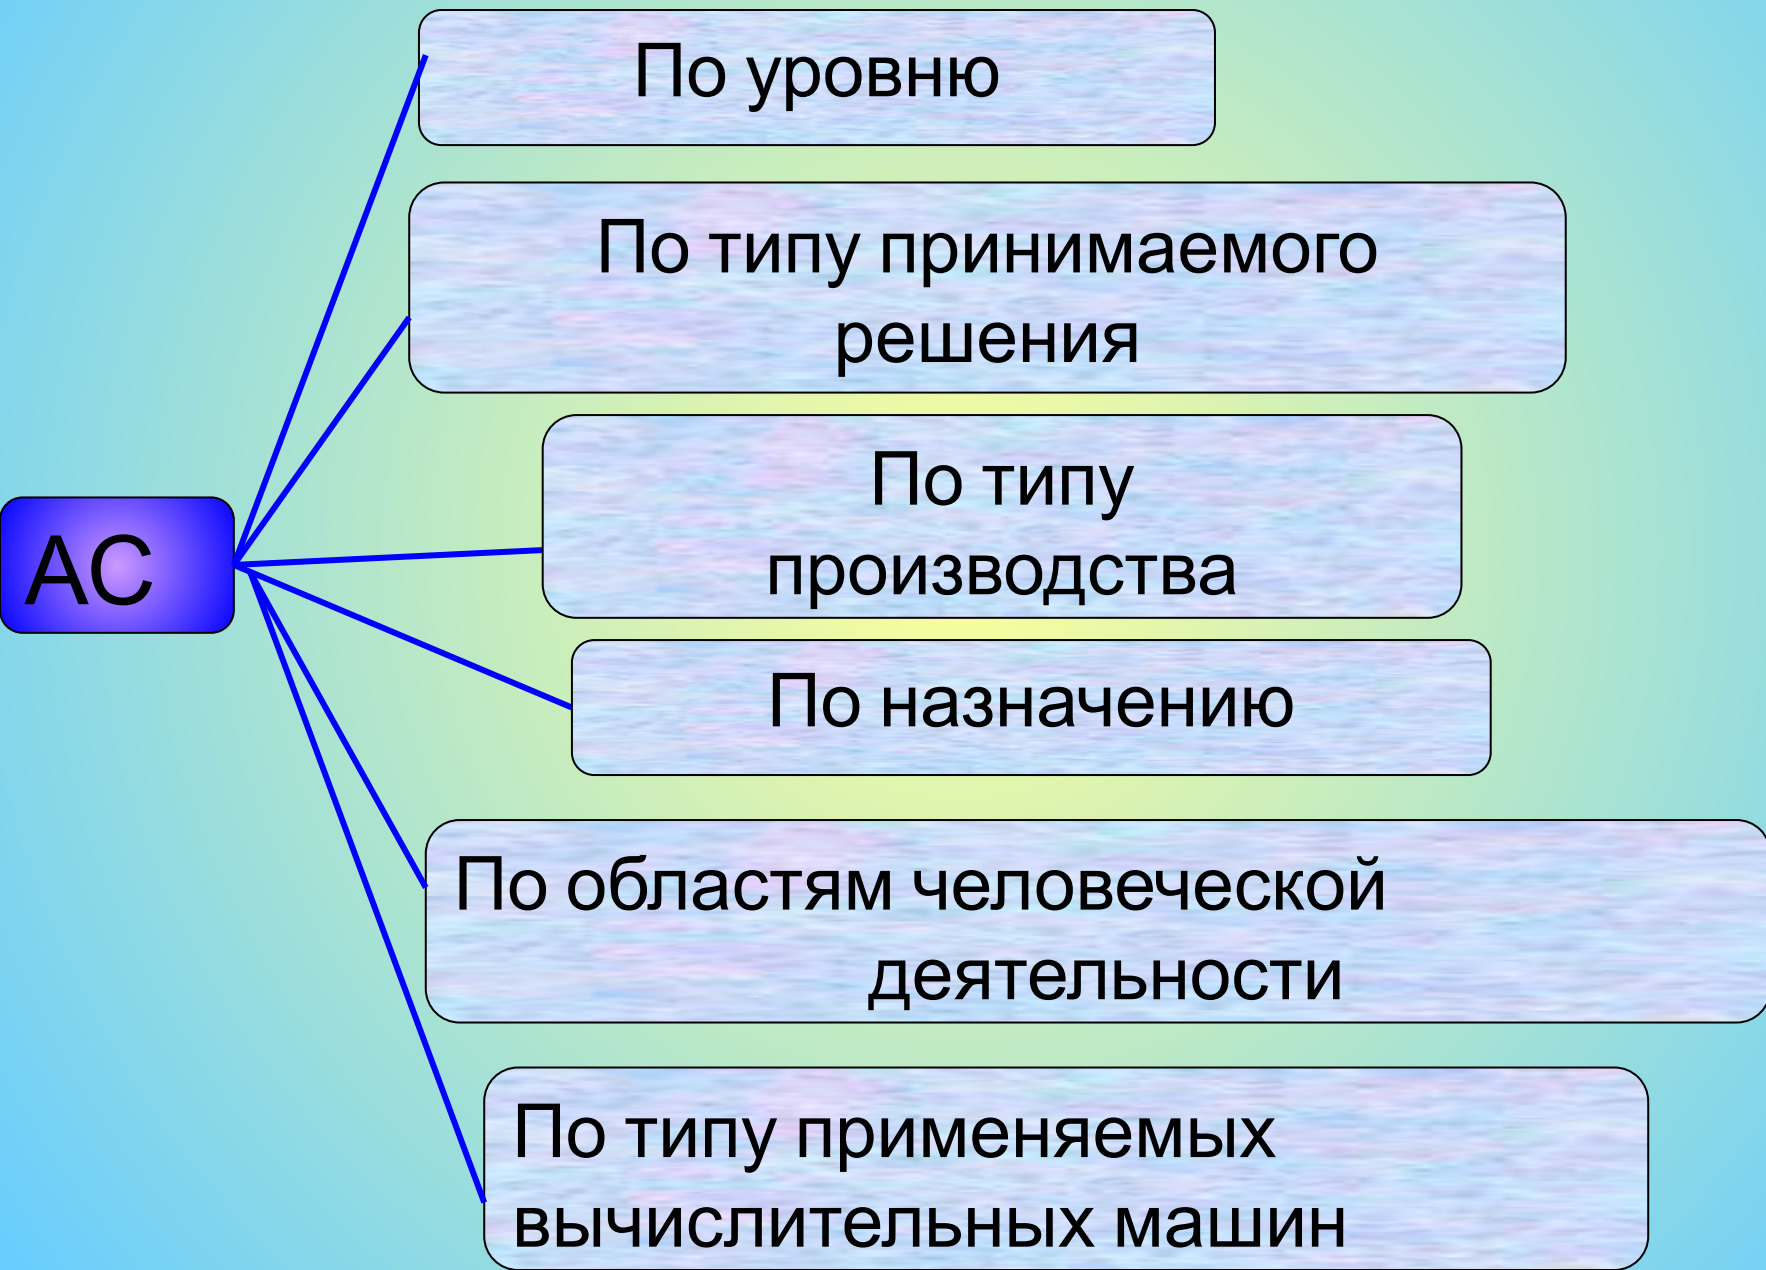 По уровню
По типу принимаемого
решения
По типу
производства
АС
По назначению
По областям человеческой
деятельности
По типу применяемых
вычислительных машин